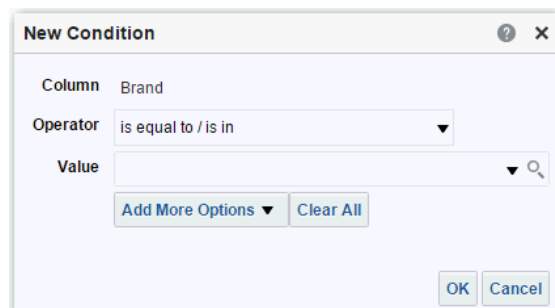 New Condition
Column Brand
Operator is equal to / is in
Value
Add More Options Clear All
OK Cancel